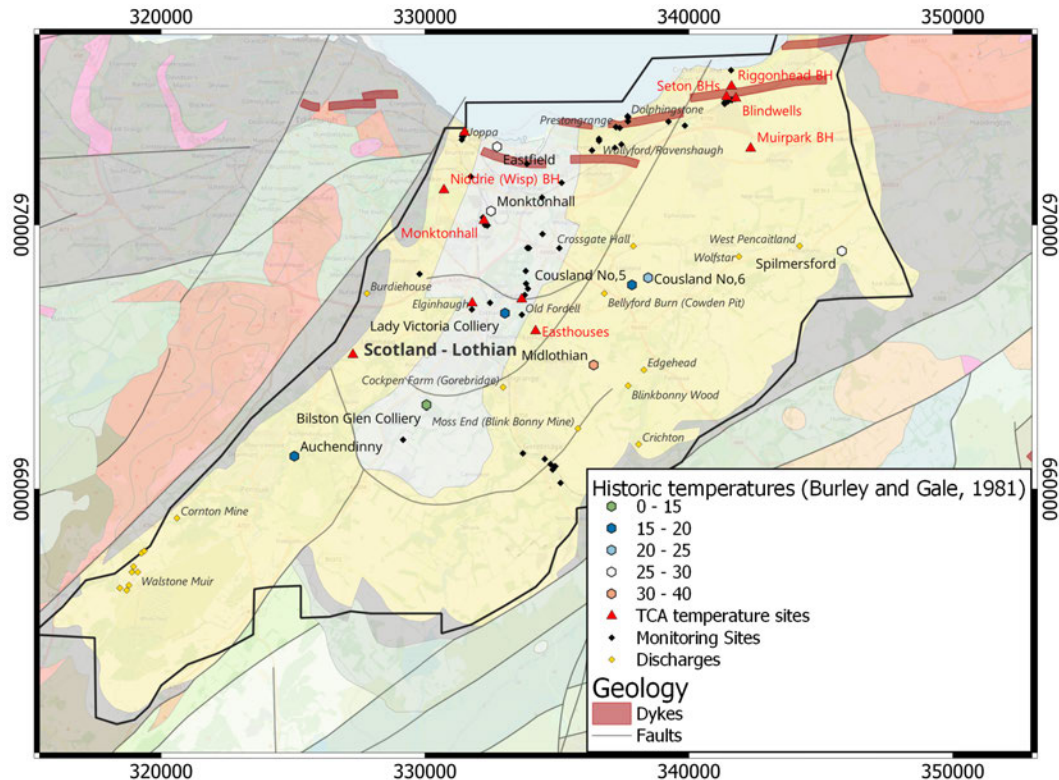 320000
330000
340000
350000
Riggonhead BH
Seton BHs
Blindwells
Dolphingstone
Prestongrange
Joppa
Muirpark BH
Wallyford/Ravenshaugh
Eastfield
Niddrie (Wisp) BH
Monktonhall
670000
670000
Monktonhall
Crossgate Hall
West Pencaitland
Wolfstar
Spilmersford
Cousland No,5
Cousland No,6
Burdiehouse
Bellyford Burn (Cowden Pit)
Elginhaugh
Old Fordell
Lady Victoria Colliery
Easthouses
Scotland - Lothian
Midlothian
Edgehead
Cockpen Farm (Gorebridge)
Blinkbonny Wood
Bilston Glen Colliery
Moss End (Blink Bonny Mine)
Auchendinny
Crichton
660000
660000
Cornton Mine
Walstone Muir
Historic temperatures (Burley and Gale, 1981)
0 - 15
15 - 20
20 - 25
25 - 30
30 - 40
TCA temperature sites
Monitoring Sites
Discharges
Geology
Dykes
Faults
320000
330000
340000
350000